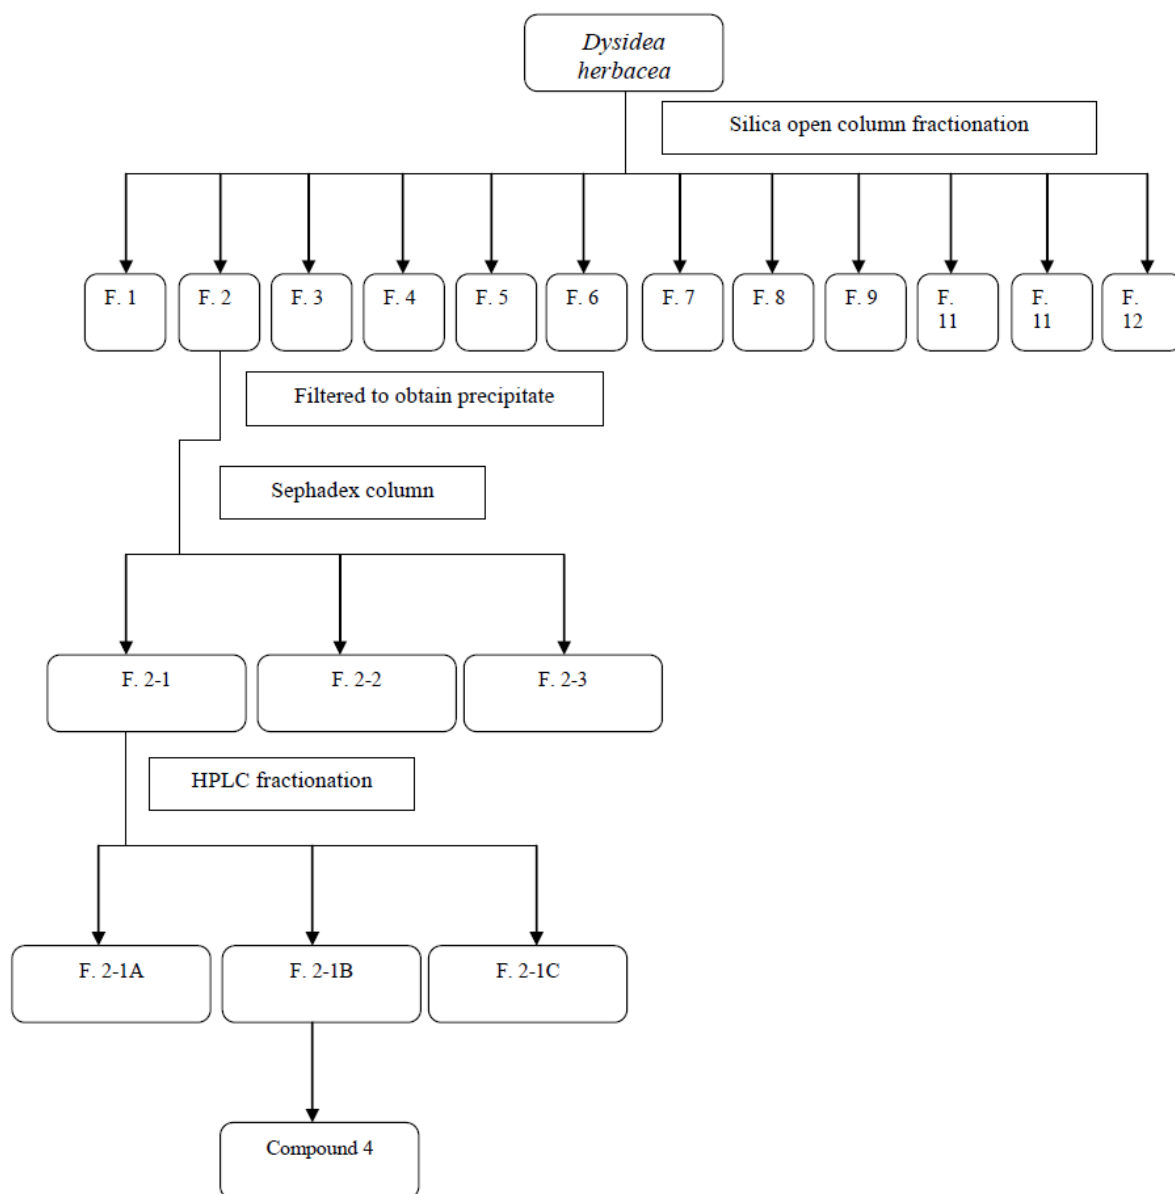 Dysidea
herbacea
Silica open column fractionation
F. 1
F. 2
F. 3
F. 4
F. 5
F. 6
F. 7
F. 8
F. 9
F.
11
F.
11
F.
12
Filtered to obtain precipitate
Sephadex column
F. 2-1
F. 2-2
F. 2-3
HPLC fractionation
F. 2-1A
F. 2-1B
F. 2-1C
Compound 4